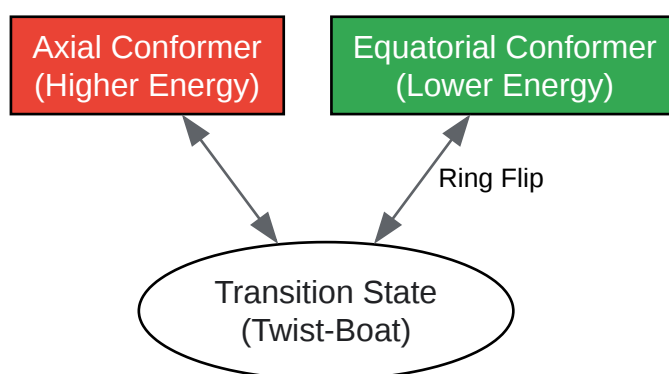 Axial Conformer
(Higher Energy)
Equatorial Conformer
(Lower Energy)
Ring Flip
Transition State
(Twist-Boat)